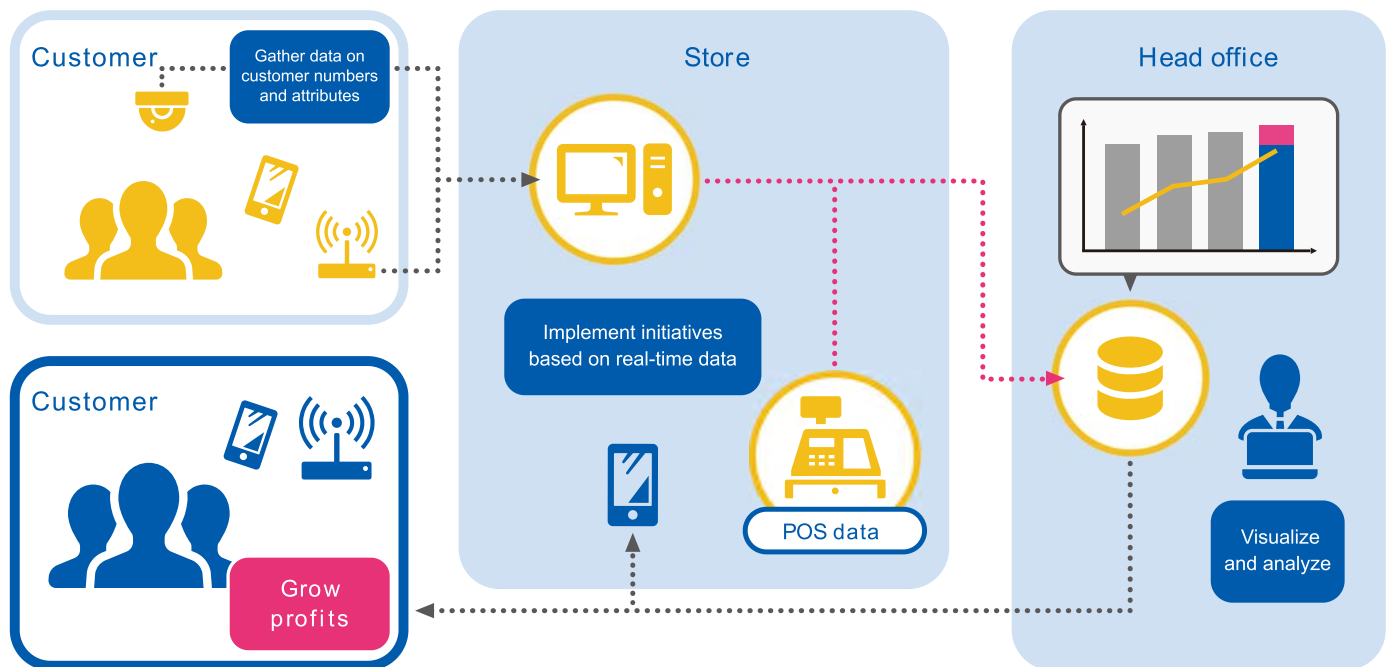 Customer
Gather data on
customer numbers
and attributes
Store
Implement initiatives
based on real-time data
POS data
Head office
Visualize
and analyze
Customer
Grow
profits